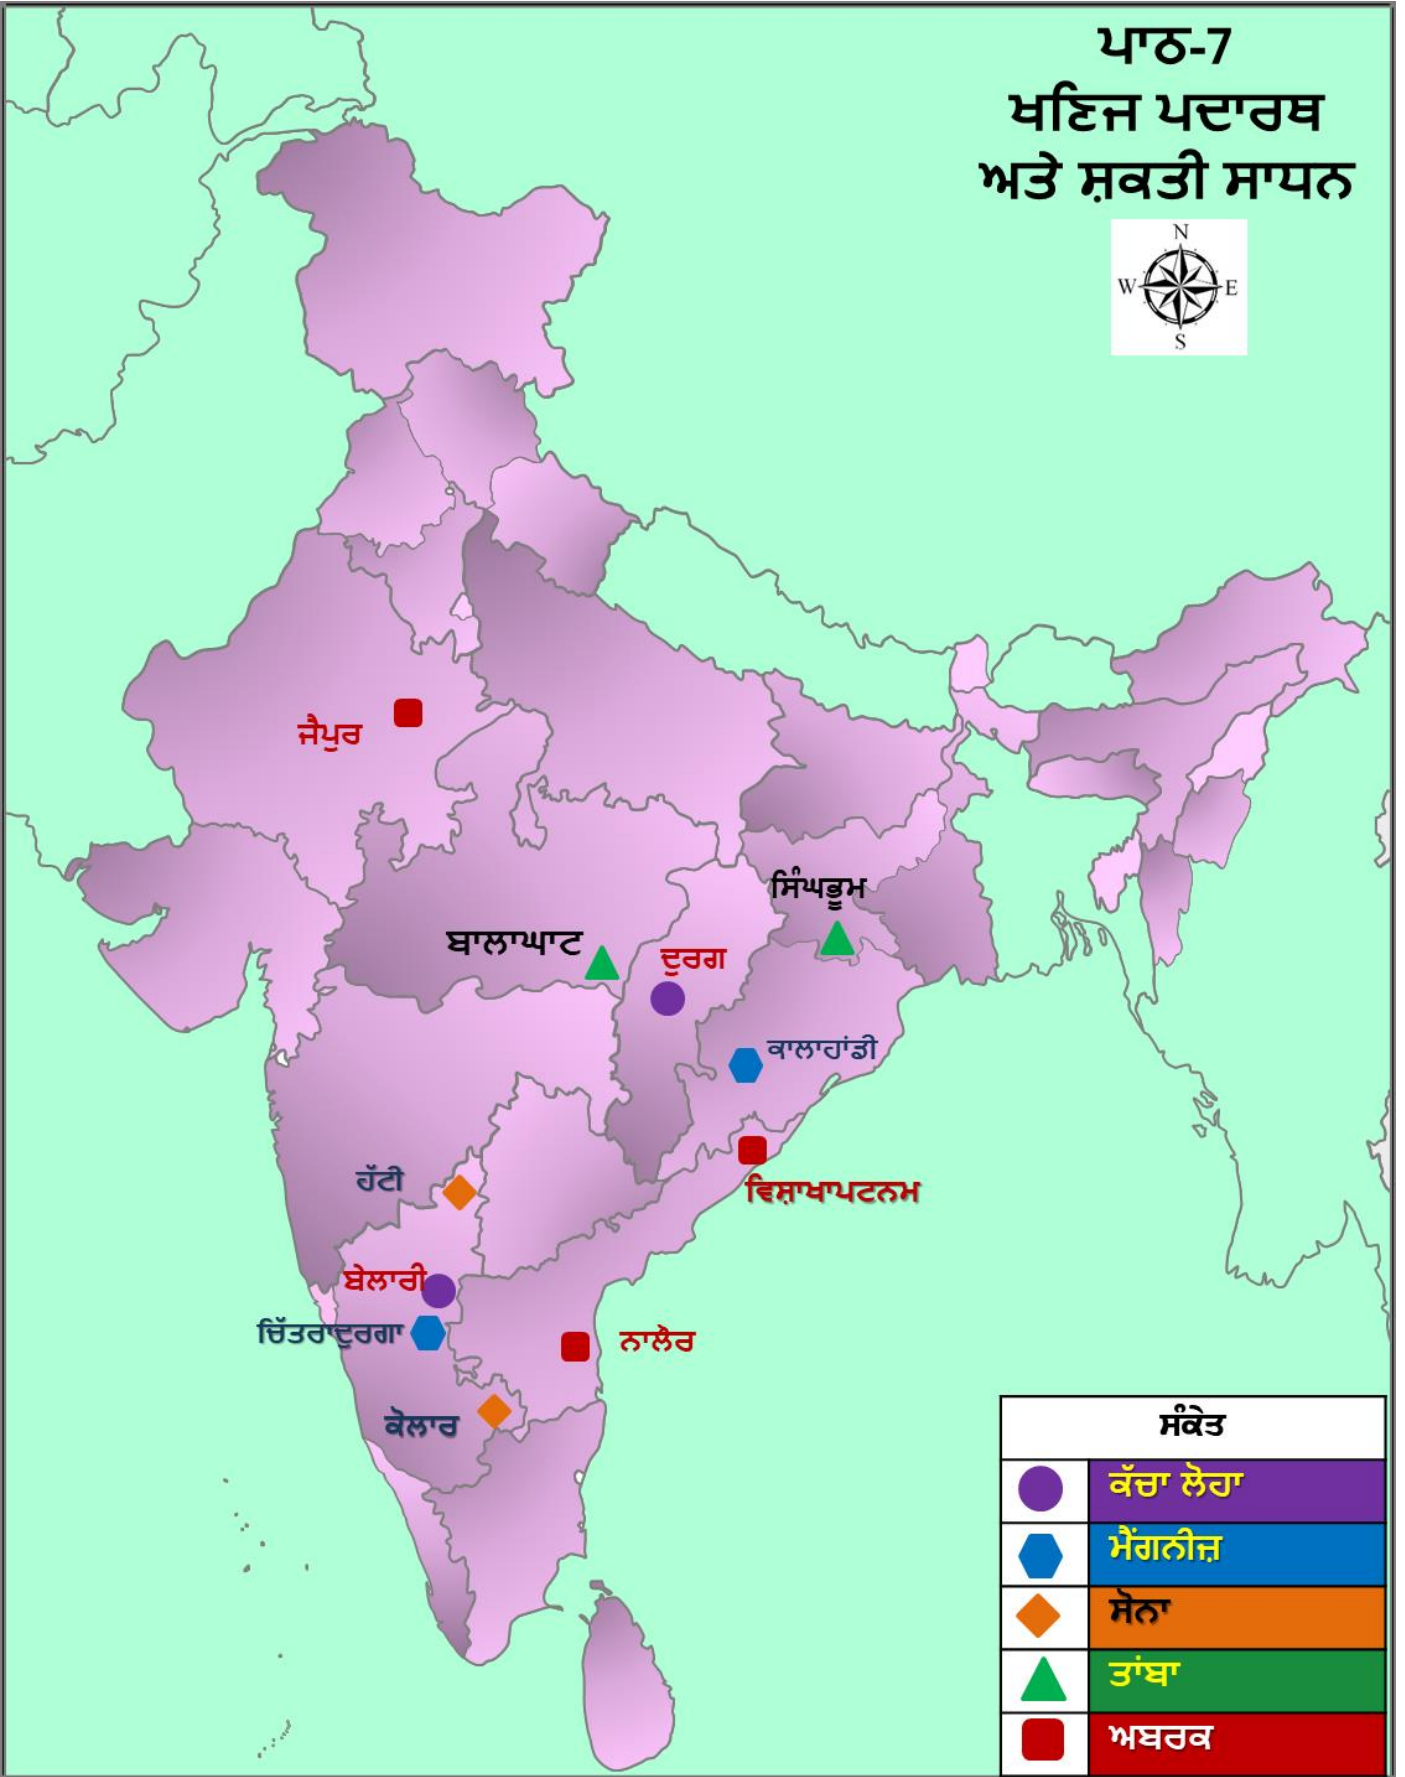 ਪਾਠ-7
ਖਣਿਜ ਪਦਾਰਥ
ਅਤੇ ਸ਼ਕਤੀ ਸਾਧਨ
N
W E
S
ਜੈਪੁਰ
ਸਿੰਘਭੂਮ
ਬਾਲਾਘਾਟ
ਦੁਰਗ
ਕਾਲਾਹਾਂਡੀ
ਹੱਟੀ
ਵਿਸ਼ਾਖਾਪਟਨਮ
ਬੇਲਾਰੀ
ਚਿੱਤਰਾਦੁਰਗਾ
ਨਾਲੋਰ
ਕੋਲਾਰ
ਸੰਕੇਤ
ਕੱਚਾ ਲੋਹਾ
ਮੈਂਗਨੀਜ਼
ਸੋਨਾ
ਤਾਂਬਾ
ਅਬਰਕ